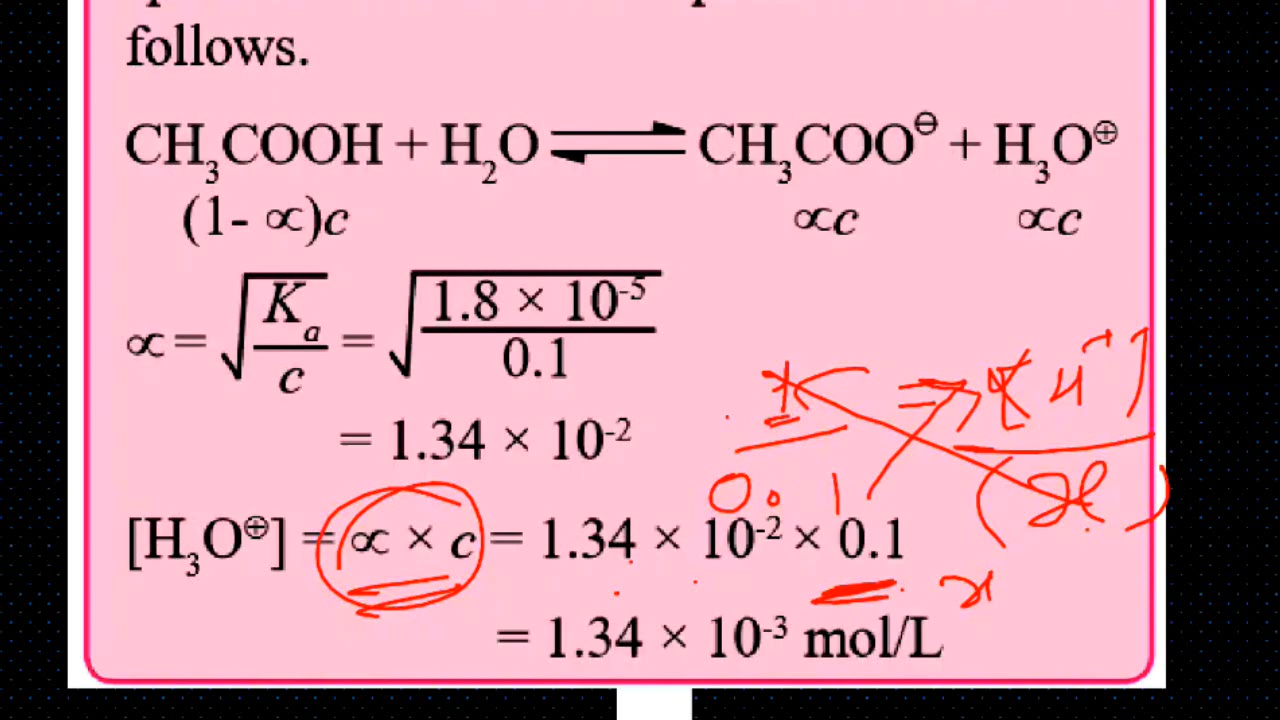 follows.
CH₃COOH + H₂O ⇌ CH₃COO⊖ + H₃O⊕
(1- ∝)c ∝c ∝c
∝ = √(Kₐ/c) = √(1.8 × 10⁻⁵/0.1)
= 1.34 × 10⁻²
0.1
[H₃O⊕] = ∝ × c = 1.34 × 10⁻² × 0.1
= 1.34 × 10⁻³ mol/L